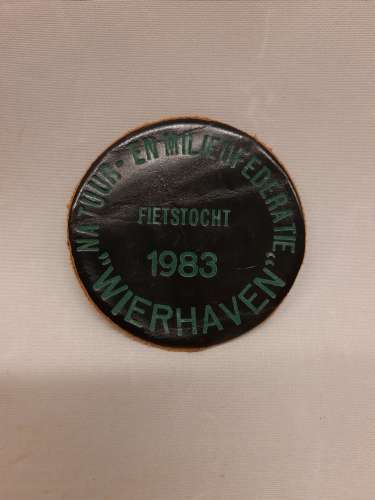 NATUUR- EN MILIEUFEDERATIE
FIETSTOCHT
1983
„WIERHAVEN“